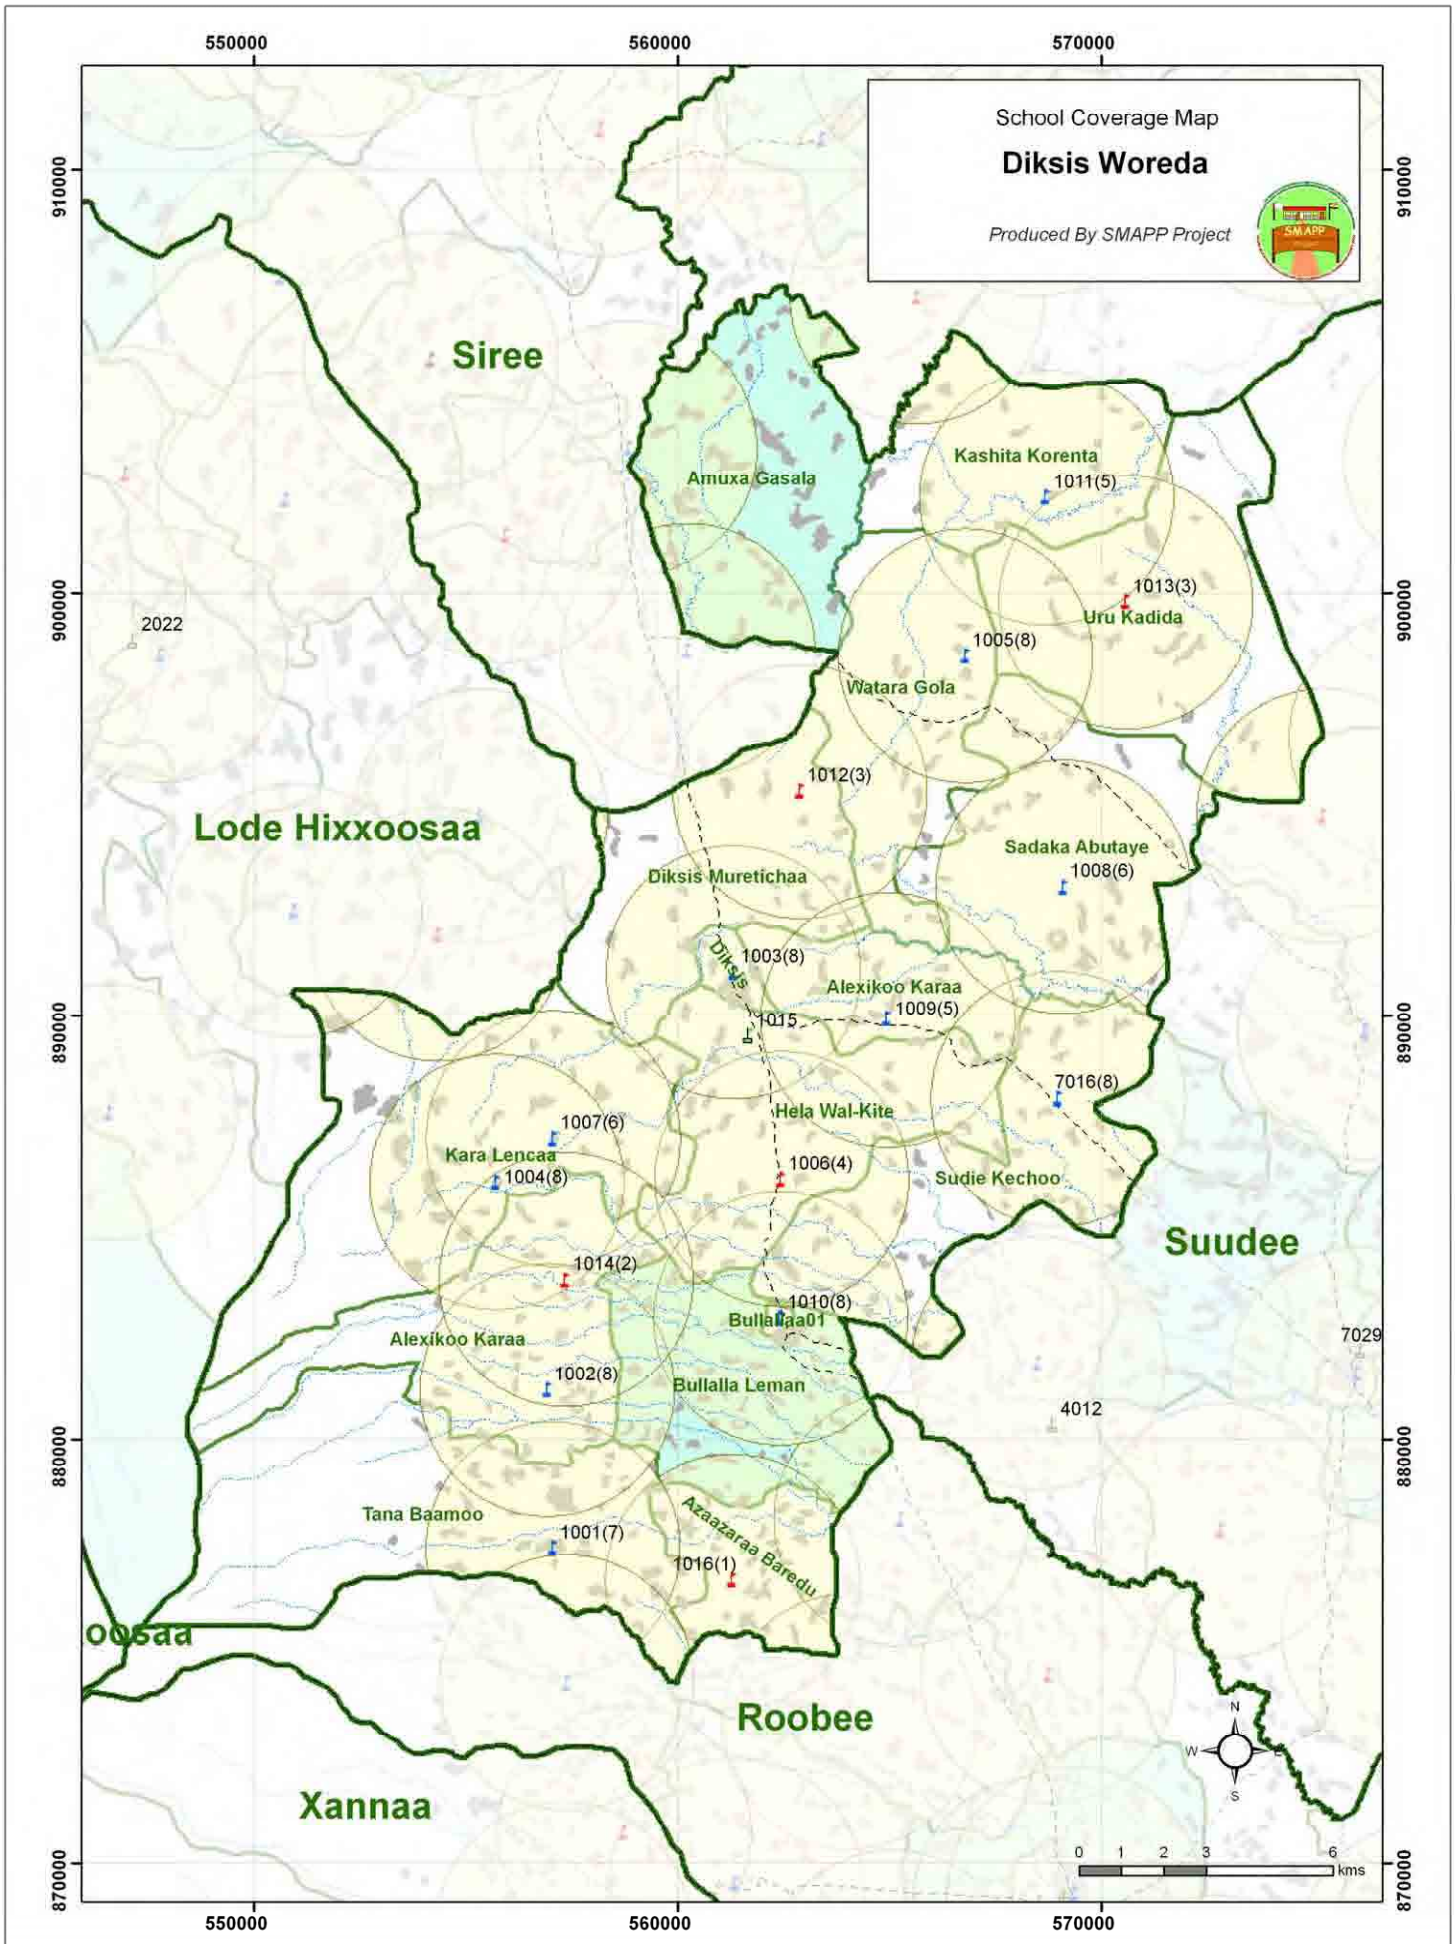 550000
560000
570000
School Coverage Map
Diksis Woreda
Produced By SMAPP Project
SMAPP
910000
910000
Siree
Amuxa Gasala
Kashita Korenta
1011(5)
900000
900000
1013(3)
Uru Kadida
2022
1005(8)
Watara Gola
1012(3)
Lode Hixxoosaa
Sadaka Abutaye
1008(6)
Diksis Muretichaa
Diksis
1003(8)
Alexikoo Karaa
1009(5)
1015
890000
890000
7016(8)
Hela Wal-Kite
1007(6)
Kara Lencaa
1004(8)
1006(4)
Sudie Kechoo
Suudee
1014(2)
1010(8)
Bullallaa01
Alexikoo Karaa
7029
1002(8)
Bullalla Leman
4012
880000
880000
Tana Baamoo
Azaazaraa Baredu
1001(7)
1016(1)
oosaa
Roobee
N
W
E
S
Xannaa
0 1 2 3 6
kms
870000
870000
550000
560000
570000